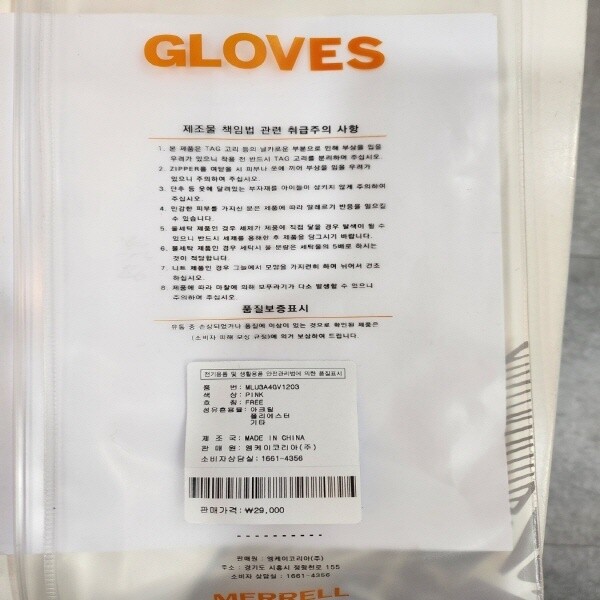 GLOVES
제조물 책임법 관련 취급주의 사항
1. 본 제품은 TAG 고리 등의 날카로운 부분으로 인해 부상을 입을
우려가 있으니 착용 전 반드시 TAG 고리를 분리하여 주십시오.
2. ZIPPER를 여닫을 시 피부나 옷에 끼어 부상을 입을 우려가
있으니 주의하여 주십시오.
3. 단추 등 옷에 달려있는 부자재를 아이들이 삼키지 않게 주의하여
주십시오.
4. 민감한 피부를 가지신 분은 제품에 따라 알레르기 반응을 일으킬
수 있습니다.
5. 물세탁 제품인 경우 세제가 제품에 직접 닿을 경우 탈색이 될 수
있으니 반드시 세제를 용해한 후 제품을 담그시기 바랍니다.
6. 물세탁 제품인 경우 세탁시 물 분량은 세탁물의 5배로 하시는
것이 적당합니다.
7. 니트 제품인 경우 그늘에서 모양을 가지런히 하여 뉘어서 건조
하십시오.
8. 제품에 따라 마찰에 의해 보푸라기가 다소 발생할 수 있으니
주의하여 주십시오.
품질보증표시
유통 중 손상되었거나 품질에 이상이 있는 것으로 확인된 제품은
(소비자 피해 보상 규정)에 의거 보상하여 드립니다.
전기용품 및 생활용품 안전관리법에 의한 품질표시
품 번: MLU3A4GV1203
색 상: PINK
호 칭: FREE
섬유혼용률: 아크릴
폴리에스터
기타
제 조 국: MADE IN CHINA
판 매 원: 엠케이코리아(주)
소비자상담실: 1661-4356
판매가격: ₩29,000
판매원 : 엠케이코리아(주)
주소 : 경기도 시흥시 정왕천로 155
소비자 상담실 : 1661-4356
MERRELL